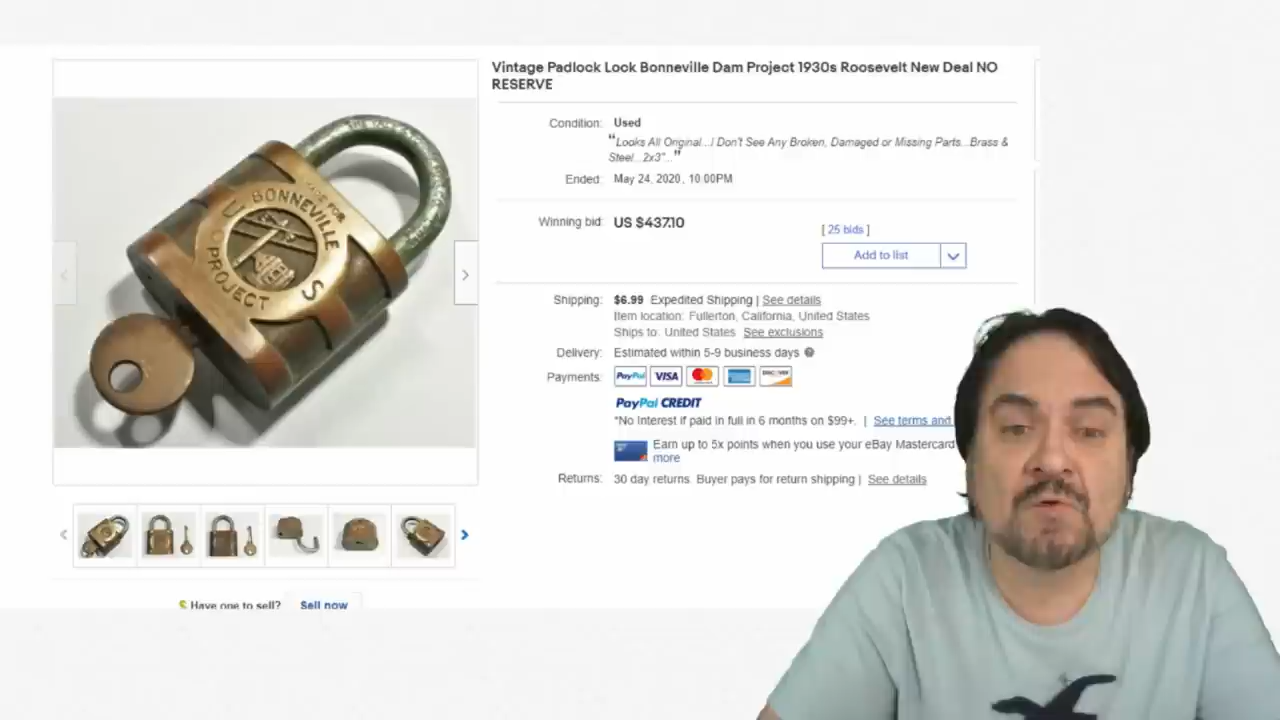 Vintage Padlock Look Bonneville Dam Project 1930s Roosevelt New Deal NO
RESERVE
Condition: Used
"Looks All Original...I Don't See Any Broken, Damaged or Missing Parts...Brass &
Steel...2x3"..."
Ended: May 24, 2020, 10:00PM
Winning bid: US $437.10
[ 25 bids ]
Add to list
Shipping: $6.99 Expedited Shipping | See details
Item location: Fullerton, California, United States
Ships to: United States See exclusions
Delivery: Estimated within 5-9 business days
Payments: PayPal VISA MasterCard DISCOVER
PayPal CREDIT
*No Interest if paid in full in 6 months on $99+. | See terms and
Earn up to 5x points when you use your eBay Mastercard
more
Returns: 30 day returns. Buyer pays for return shipping | See details
Have one to sell? Sell now
MADE FOR
BONNEVILLE
U S
PROJECT